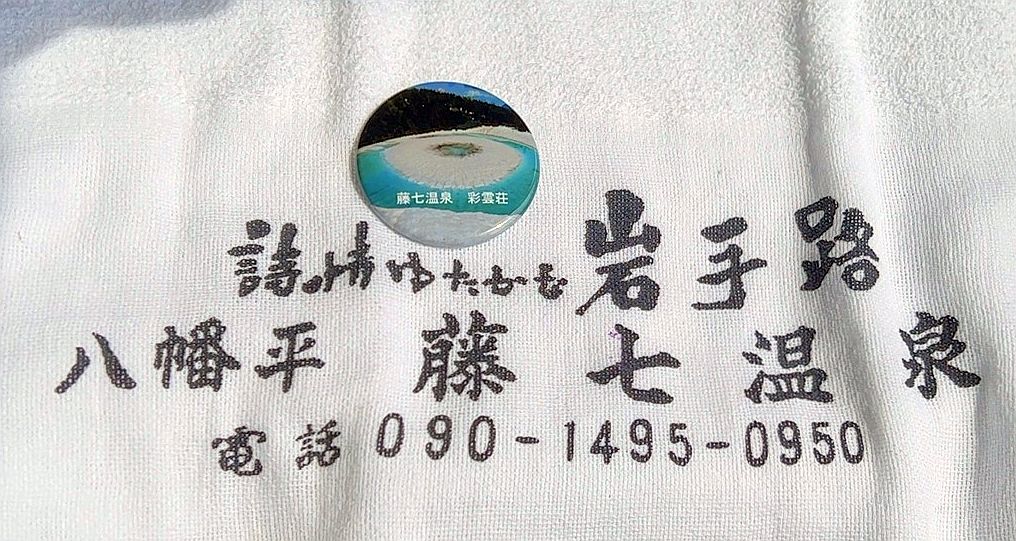 藤七温泉 彩雲荘
詩情ゆたかな岩手路
八幡平 藤七温泉
電話 090-1495-0950